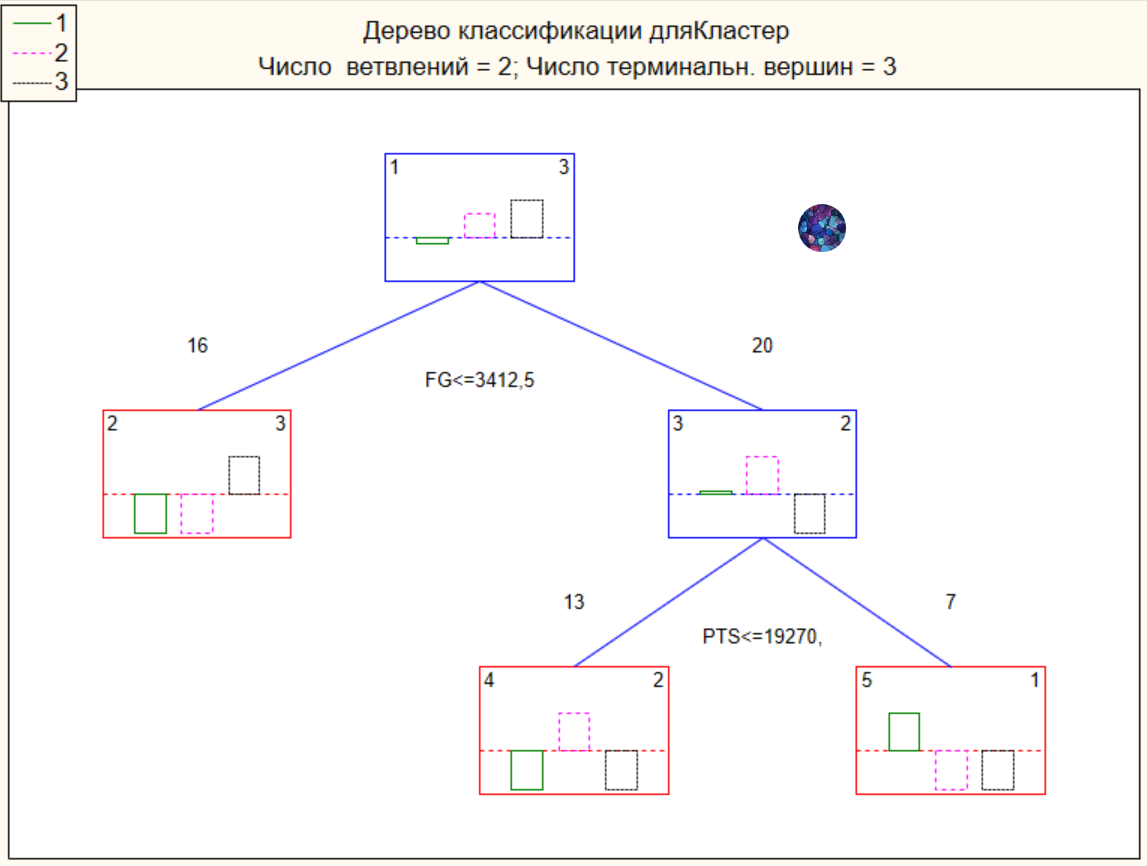 1
2
3
Дерево классификации дляКластер
Число ветвлений = 2; Число терминальн. вершин = 3
1 3
16 20
FG<=3412,5
2 3
3 2
13 7
PTS<=19270,
4 2
5 1